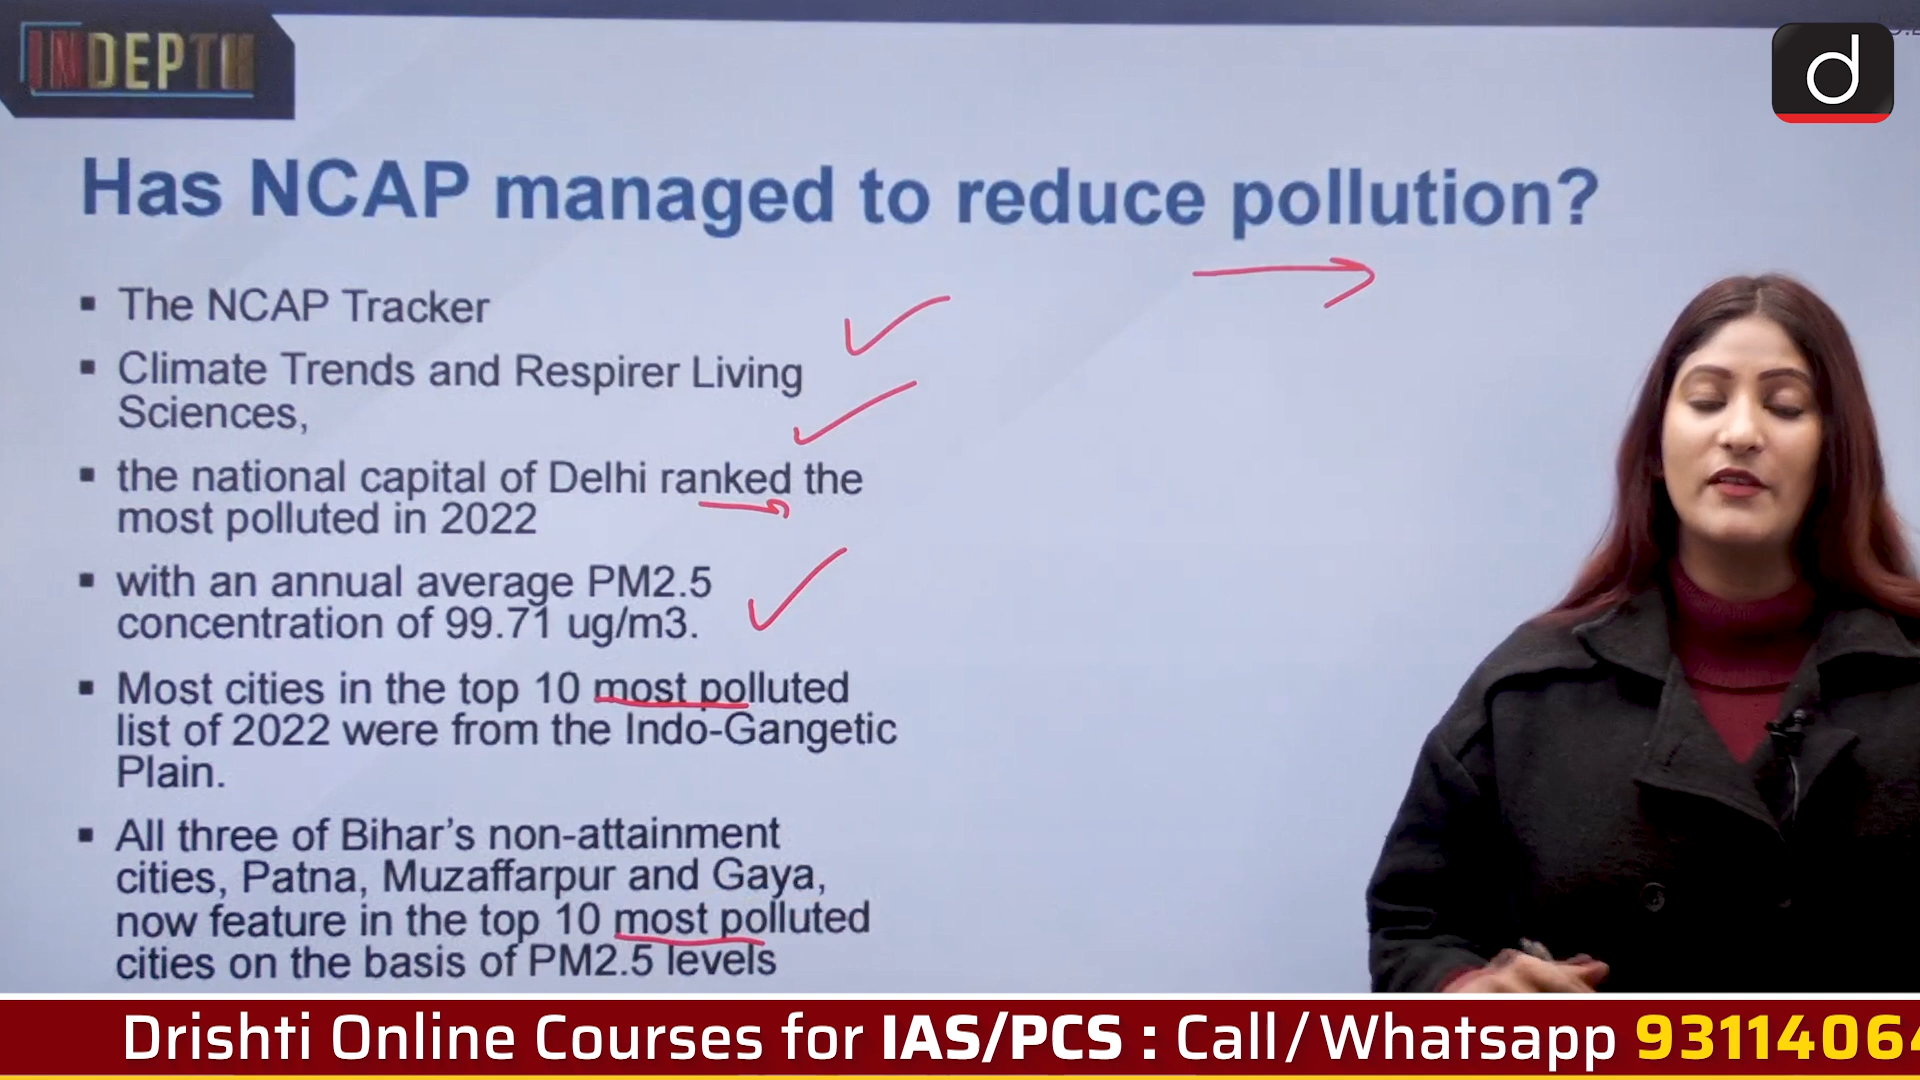 INDEPTH
d
Has NCAP managed to reduce pollution?
▪ The NCAP Tracker
▪ Climate Trends and Respirer Living
Sciences,
▪ the national capital of Delhi ranked the
most polluted in 2022
▪ with an annual average PM2.5
concentration of 99.71 ug/m3.
▪ Most cities in the top 10 most polluted
list of 2022 were from the Indo-Gangetic
Plain.
▪ All three of Bihar’s non-attainment
cities, Patna, Muzaffarpur and Gaya,
now feature in the top 10 most polluted
cities on the basis of PM2.5 levels
Drishti Online Courses for IAS/PCS : Call/Whatsapp 9311406